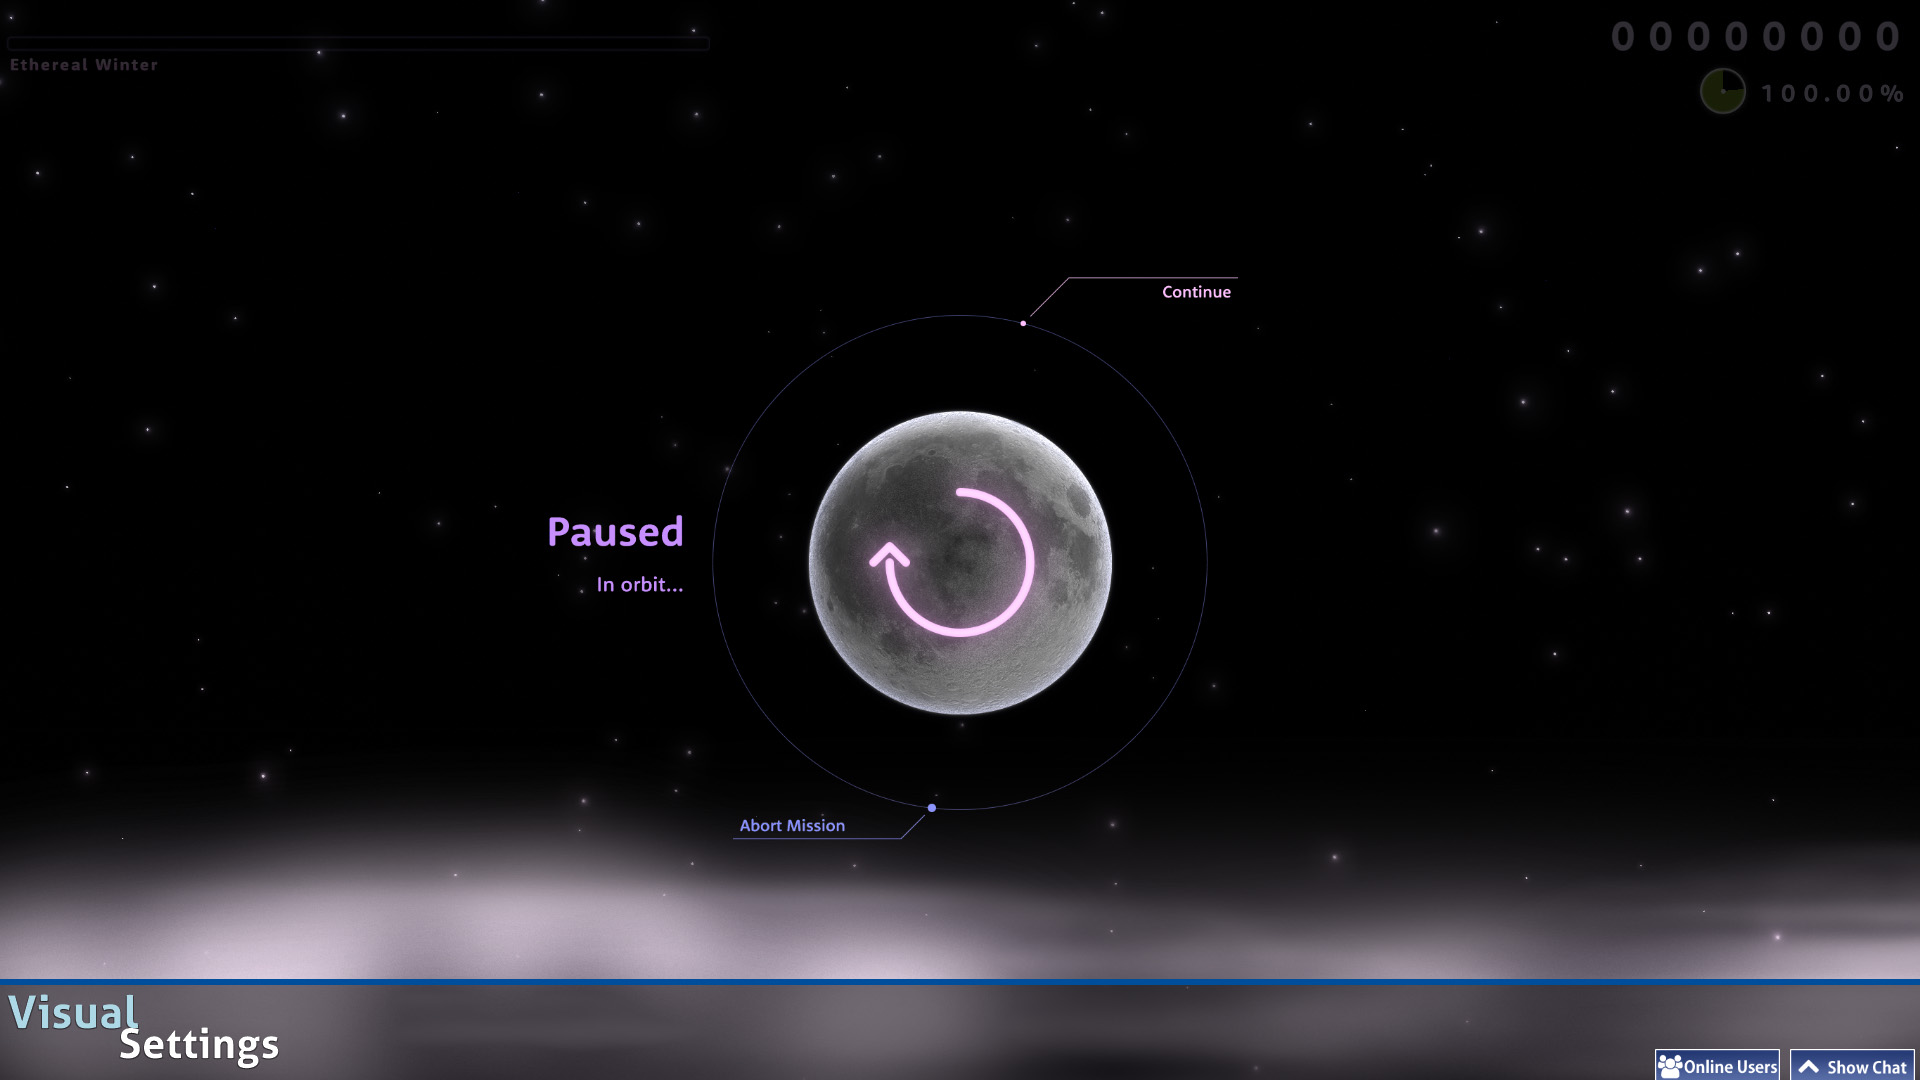 00000000
Ethereal Winter
100.00%
Continue
Paused
In orbit...
Abort Mission
Visual
Settings
Online Users
Show Chat